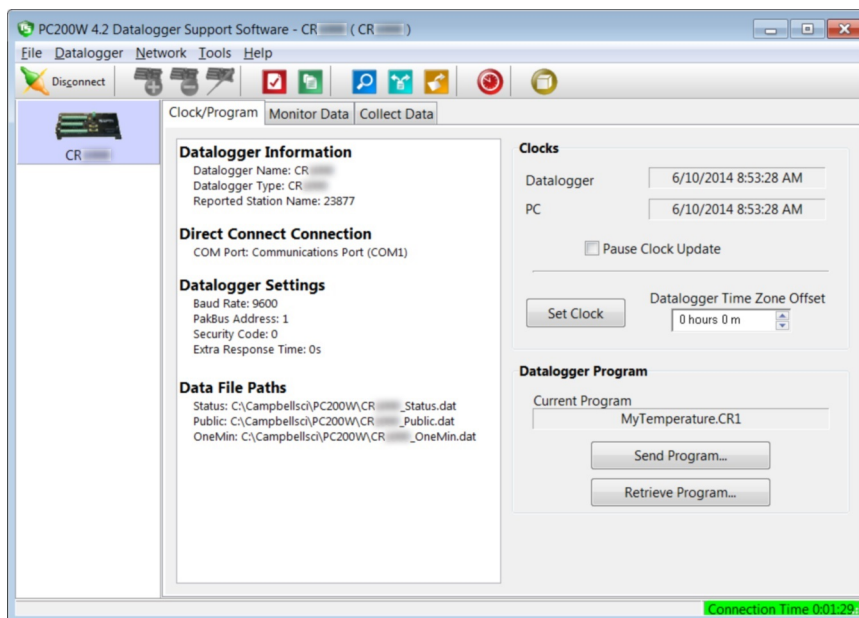 PC200W 4.2 Datalogger Support Software - CR ( CR )
File Datalogger Network Tools Help
Disconnect
CR
Clock/Program Monitor Data Collect Data
Datalogger Information
Datalogger Name: CR
Datalogger Type: CR
Reported Station Name: 23877
Direct Connect Connection
COM Port: Communications Port (COM1)
Datalogger Settings
Baud Rate: 9600
PakBus Address: 1
Security Code: 0
Extra Response Time: 0s
Data File Paths
Status: C:\Campbellsci\PC200W\CR _Status.dat
Public: C:\Campbellsci\PC200W\CR _Public.dat
OneMin: C:\Campbellsci\PC200W\CR _OneMin.dat
Clocks
Datalogger 6/10/2014 8:53:28 AM
PC 6/10/2014 8:53:28 AM
Pause Clock Update
Set Clock
Datalogger Time Zone Offset
0 hours 0 m
Datalogger Program
Current Program
MyTemperature.CR1
Send Program...
Retrieve Program...
Connection Time 0:01:29